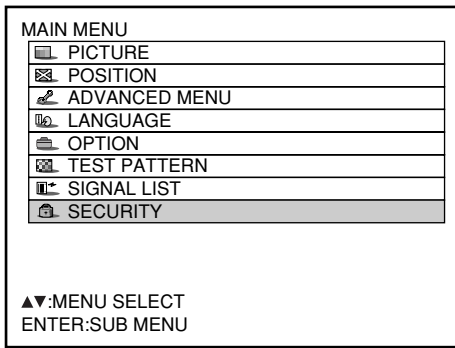 MAIN MENU
PICTURE
POSITION
ADVANCED MENU
LANGUAGE
OPTION
TEST PATTERN
SIGNAL LIST
SECURITY
▲▼:MENU SELECT
ENTER:SUB MENU